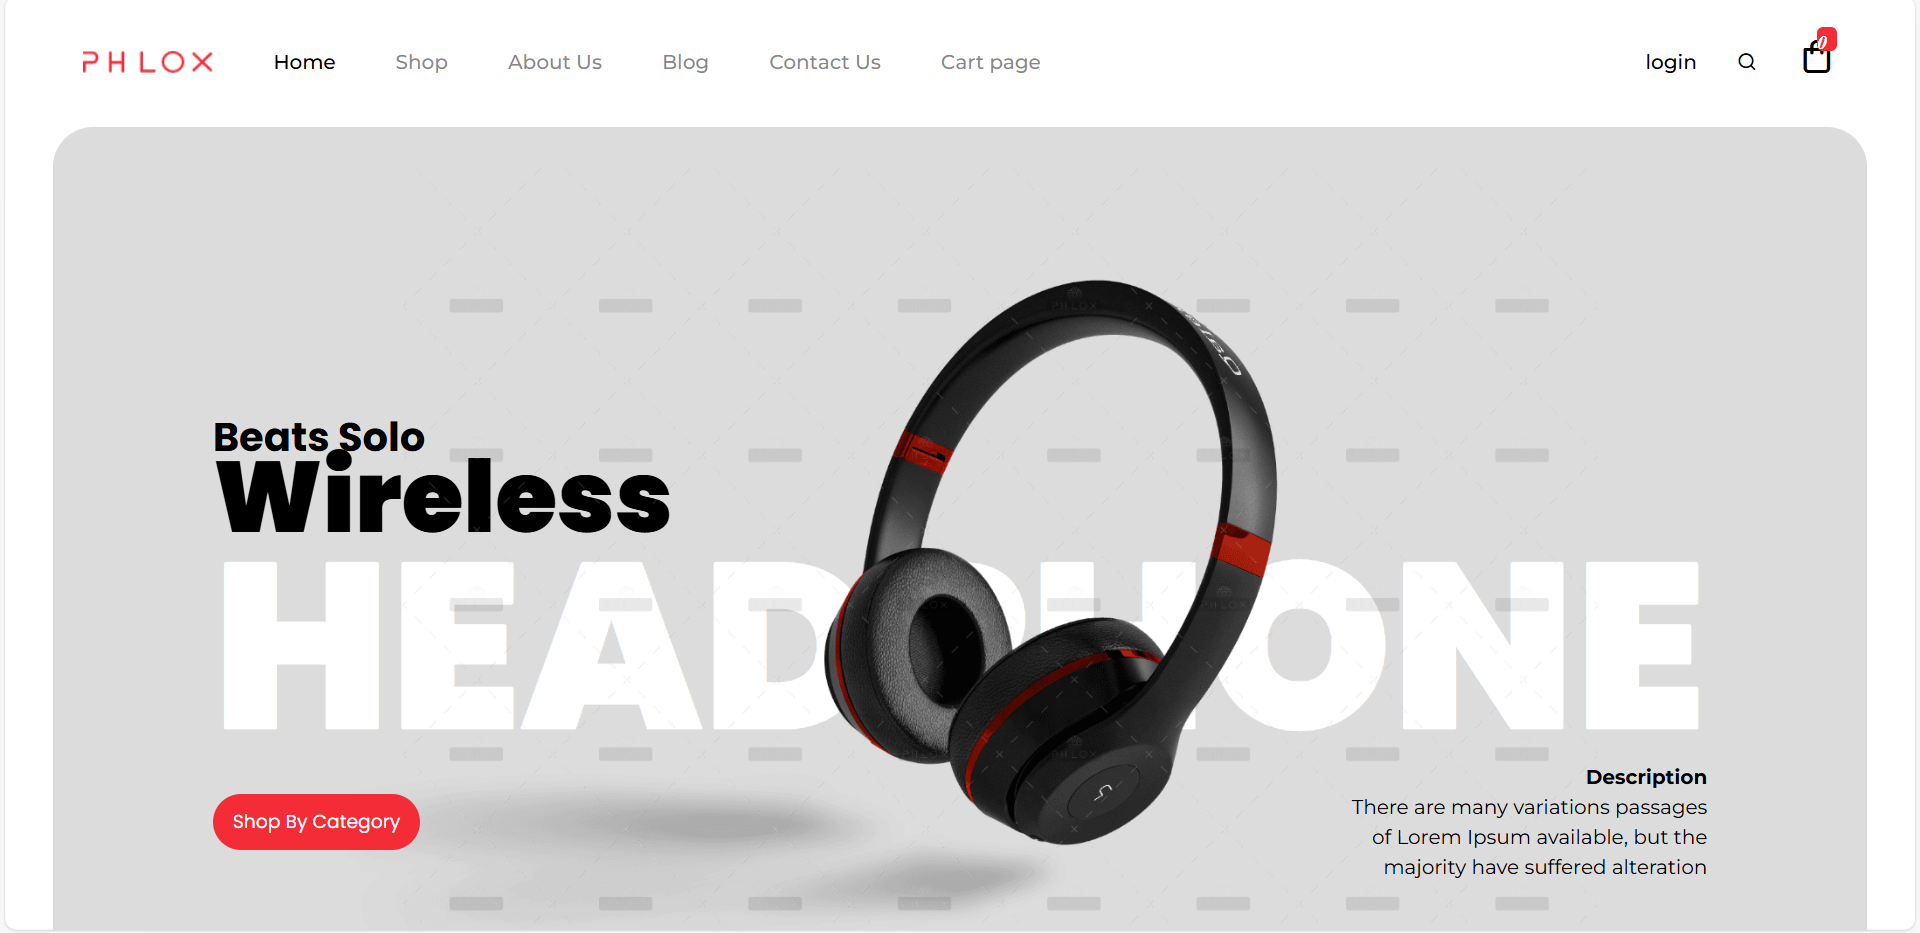 PHLOX
Home
Shop
About Us
Blog
Contact Us
Cart page
login
0
Beats Solo
Wireless
HEADPHONE
Shop By Category
Description
There are many variations passages
of Lorem Ipsum available, but the
majority have suffered alteration